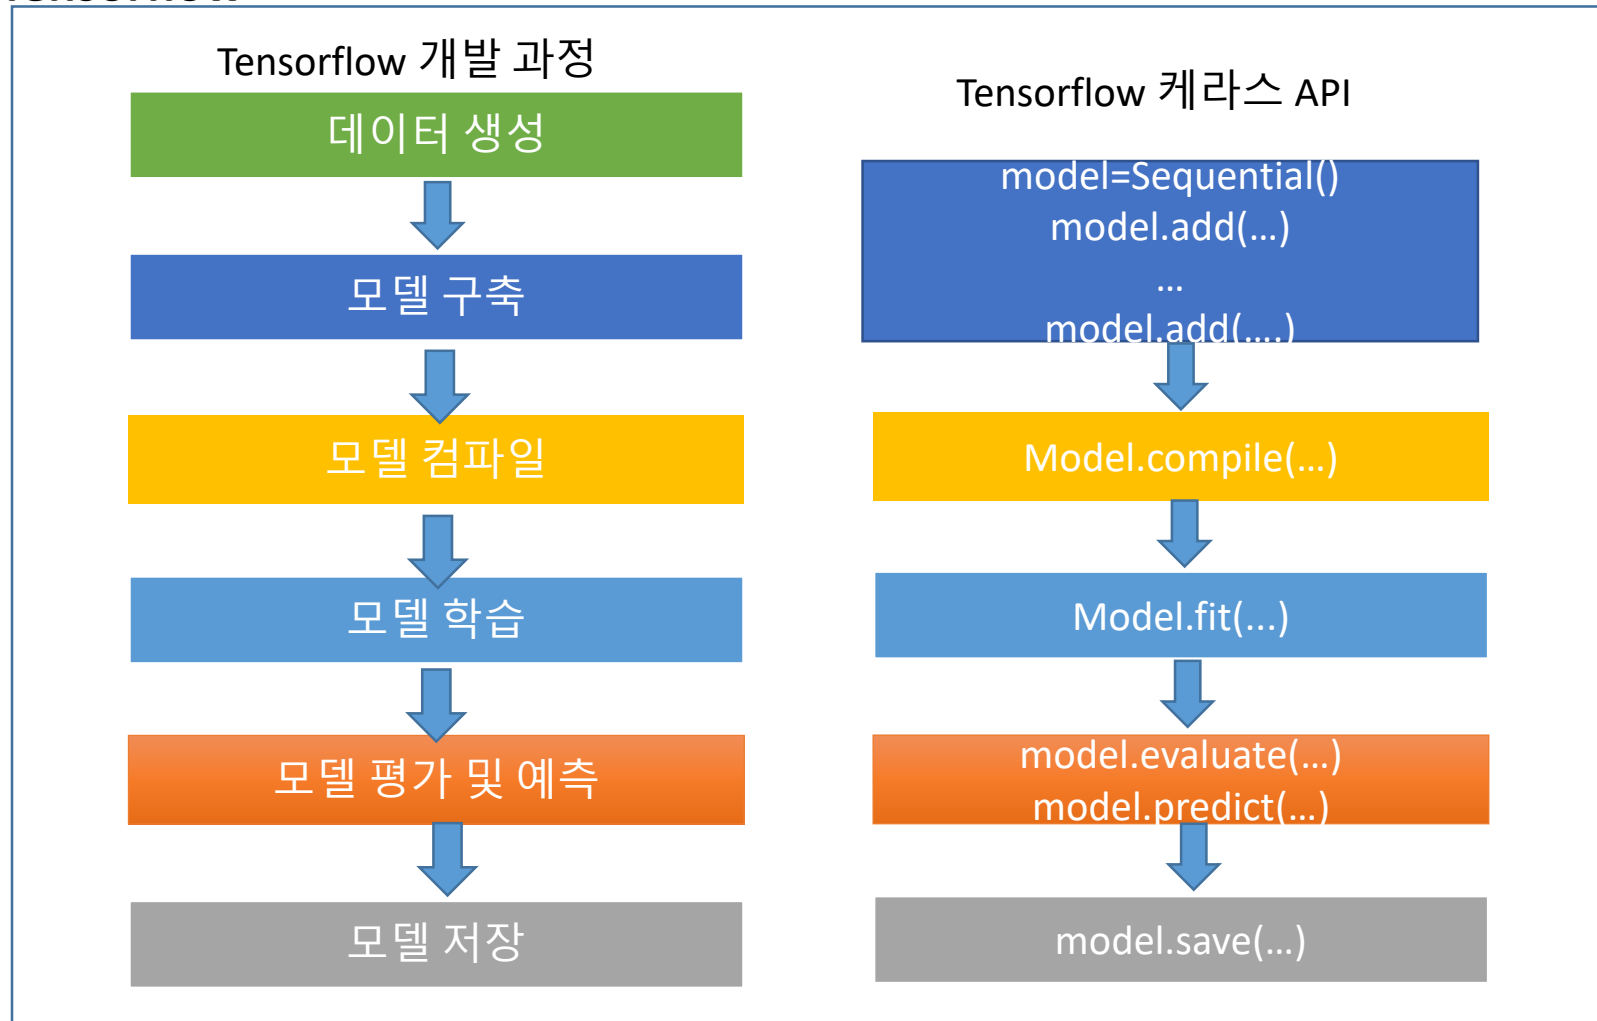 Tensorflow 개발 과정
데이터 생성
모델 구축
모델 컴파일
모델 학습
모델 평가 및 예측
모델 저장
Tensorflow 케라스 API
model=Sequential()
model.add(...)
...
model.add(....)
Model.compile(...)
Model.fit(...)
model.evaluate(...)
model.predict(...)
model.save(...)